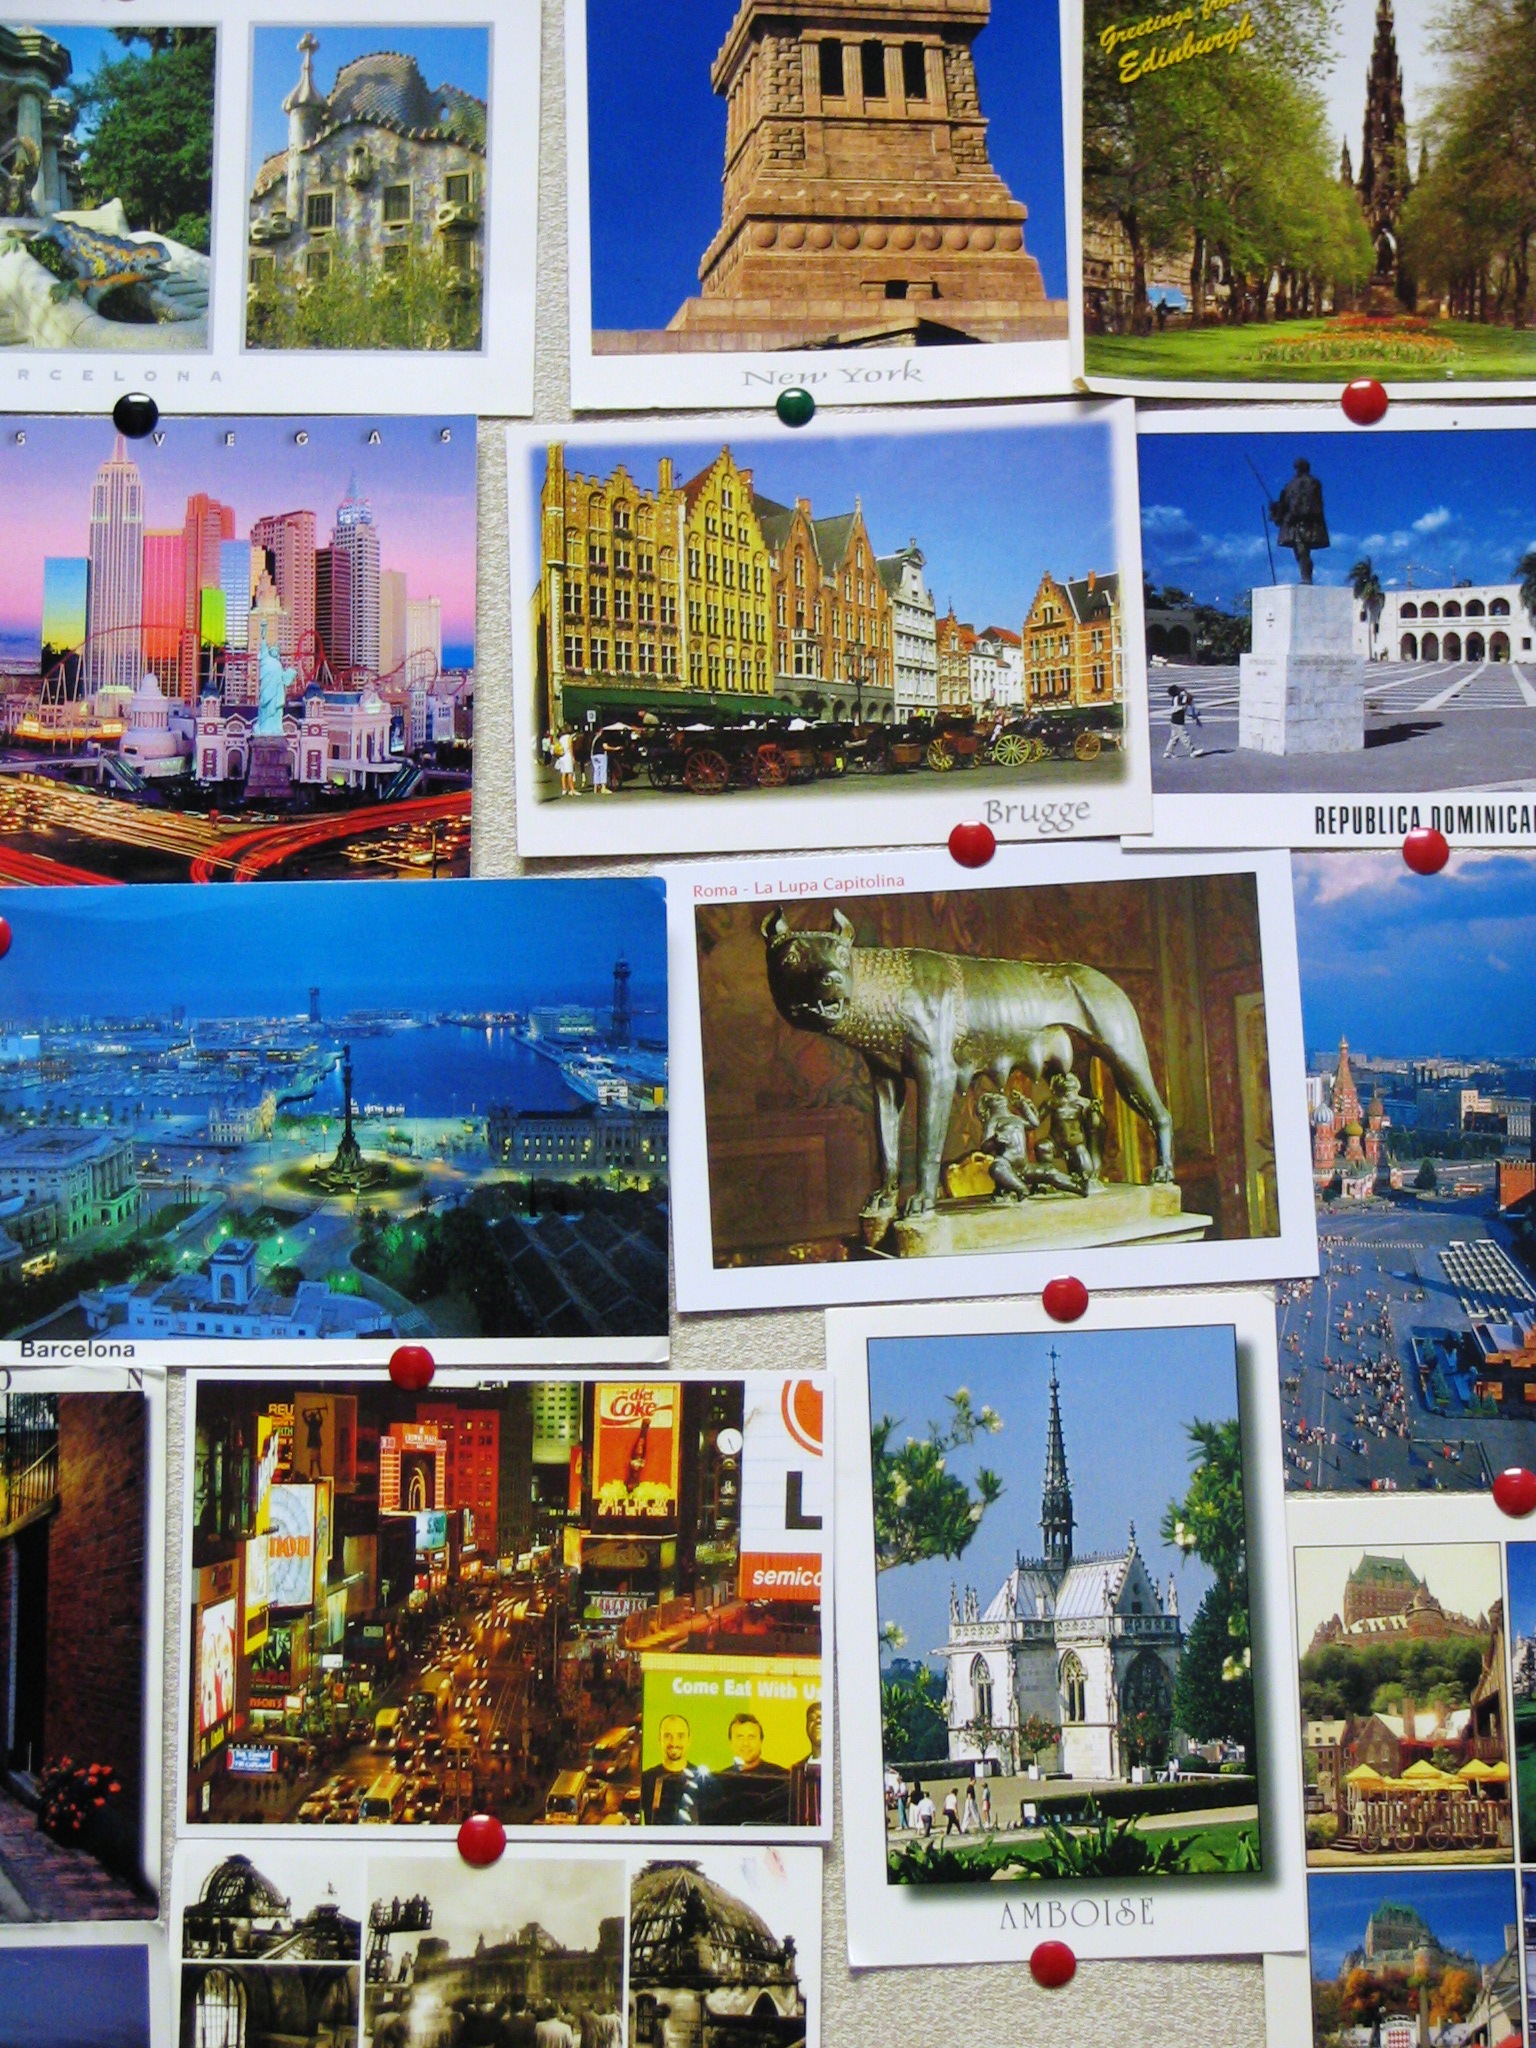 RCELONA
New York
Greetings from
Edinburgh
S VEGAS
Brugge
REPUBLICA DOMINICA
Roma - La Lupa Capitolina
Barcelona
O N
diet
Coke
L
semico
Come Eat With U
AMBOISE